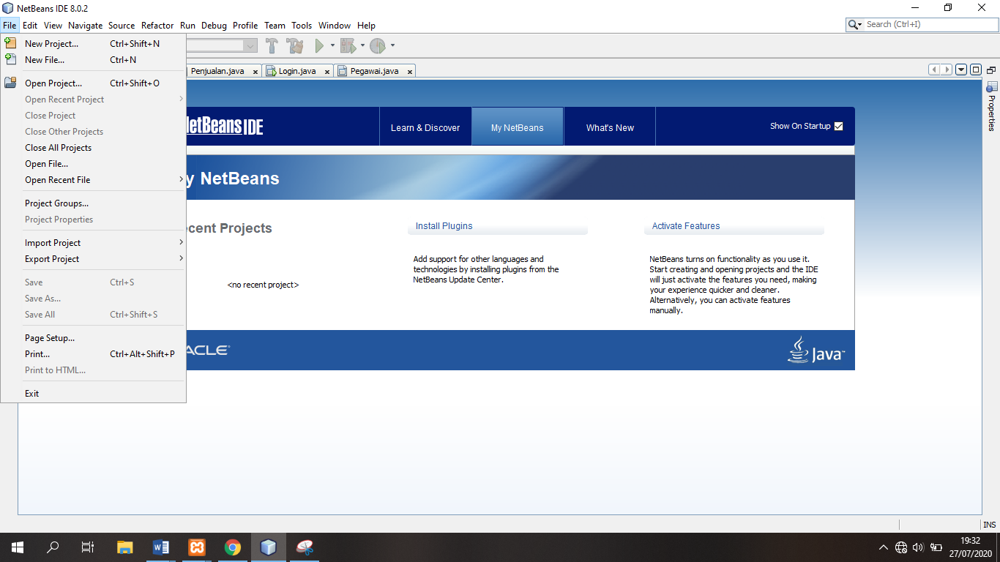 NetBeans IDE 8.0.2
File Edit View Navigate Source Refactor Run Debug Profile Team Tools Window Help
Search (Ctrl+I)
New Project... Ctrl+Shift+N
New File... Ctrl+N
Open Project... Ctrl+Shift+O
Open Recent Project
Close Project
Close Other Projects
Close All Projects
Open File...
Open Recent File
Project Groups...
Project Properties
Import Project
Export Project
Save Ctrl+S
Save As...
Save All Ctrl+Shift+S
Page Setup...
Print... Ctrl+Alt+Shift+P
Print to HTML...
Exit
Penjualan.java
Login.java
Pegawai.java
Properties
etBeans IDE
Learn & Discover
My NetBeans
What's New
Show On Startup
y NetBeans
cent Projects
<no recent project>
Install Plugins
Add support for other languages and
technologies by installing plugins from the
NetBeans Update Center.
Activate Features
NetBeans turns on functionality as you use it.
Start creating and opening projects and the IDE
will just activate the features you need, making
your experience quicker and cleaner.
Alternatively, you can activate features
manually.
ACLE
Java™
INS
19:32
27/07/2020